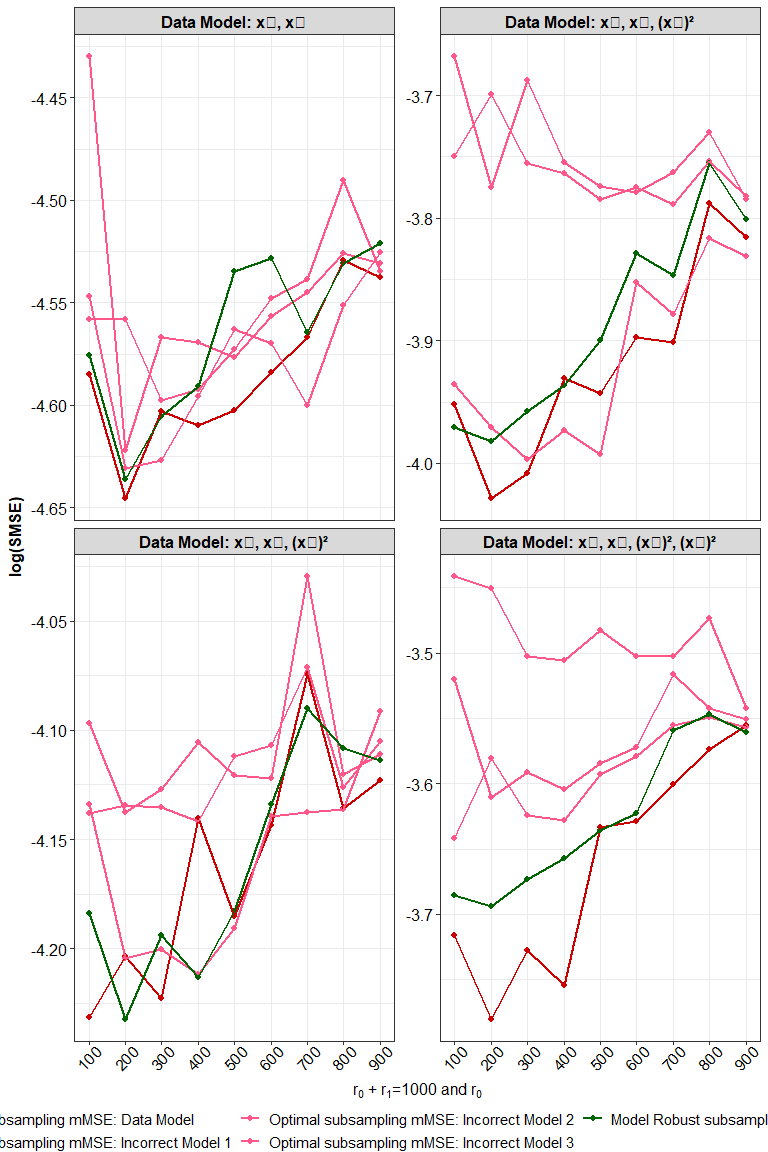 Data Model: x▯, x▯
Data Model: x▯, x▯, (x▯)²
-4.45
-4.50
-4.55
-4.60
-4.65
-3.7
-3.8
-3.9
-4.0
log(SMSE)
Data Model: x▯, x▯, (x▯)²
Data Model: x▯, x▯, (x▯)², (x▯)²
-4.05
-4.10
-4.15
-4.20
-3.5
-3.6
-3.7
100 200 300 400 500 600 700 800 900
100 200 300 400 500 600 700 800 900
r₀ + r₁=1000 and r₀
bsampling mMSE: Data Model
Optimal subsampling mMSE: Incorrect Model 2
Model Robust subsampl
bsampling mMSE: Incorrect Model 1
Optimal subsampling mMSE: Incorrect Model 3